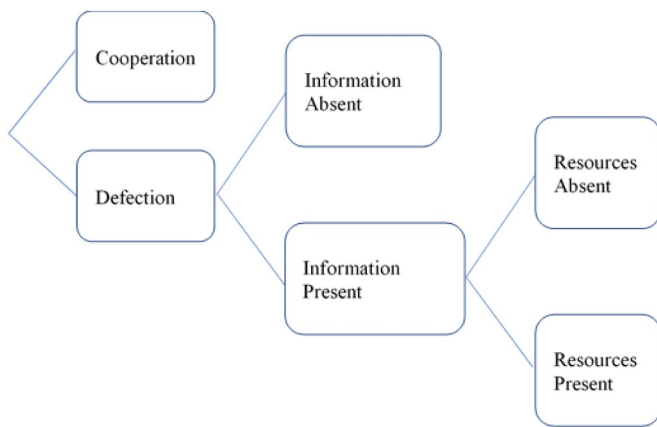 Cooperation
Defection
Information
Absent
Information
Present
Resources
Absent
Resources
Present